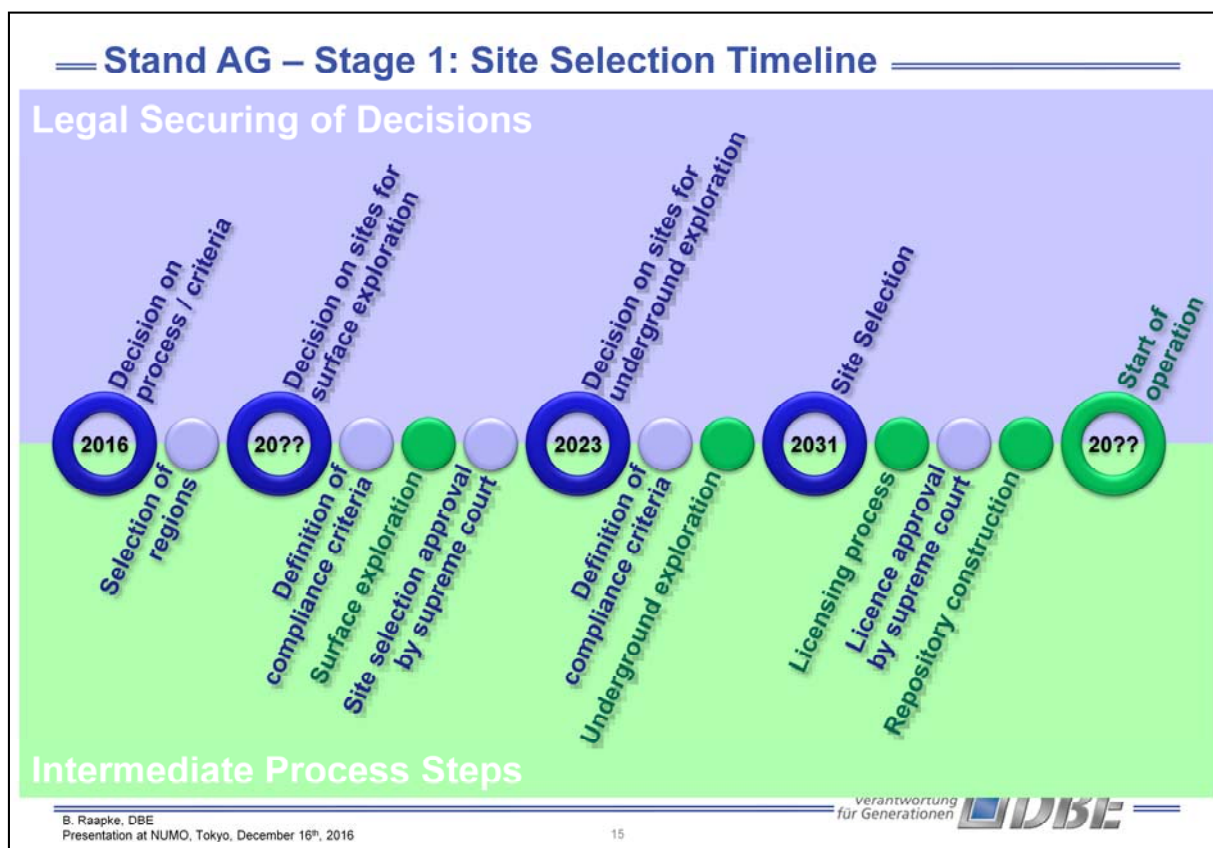 Stand AG – Stage 1: Site Selection Timeline
Legal Securing of Decisions
Decision on
process / criteria
Decision on sites for
surface exploration
Decision on sites for
underground exploration
Site Selection
Start of
operation
2016
20??
2023
2031
20??
Selection of
regions
Definition of
compliance criteria
Surface exploration
Site selection approval
by supreme court
Definition of
compliance criteria
Underground exploration
Licensing process
Licence approval
by supreme court
Repository construction
Intermediate Process Steps
B. Raapke, DBE
Presentation at NUMO, Tokyo, December 16th, 2016
15
Verantwortung
für Generationen
DBE